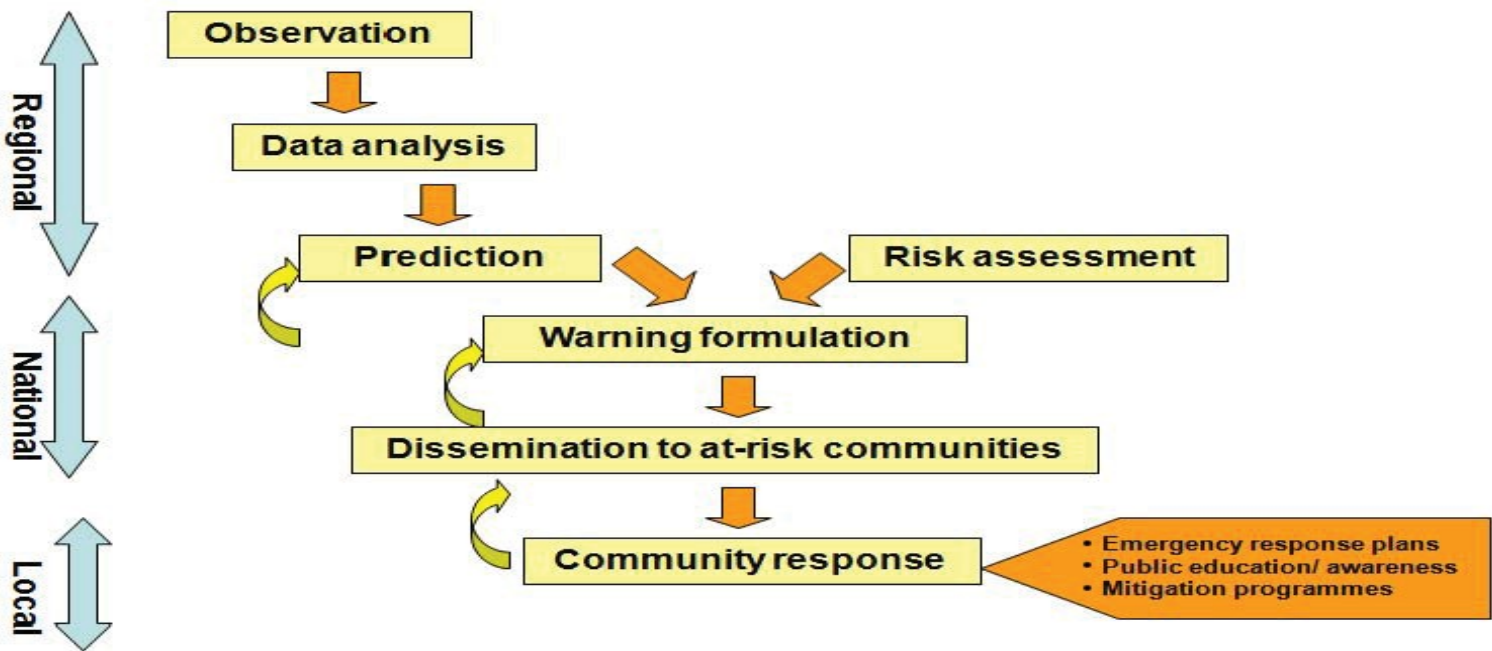 Observation
Data analysis
Prediction
Risk assessment
Warning formulation
Dissemination to at-risk communities
Community response
• Emergency response plans
• Public education/ awareness
• Mitigation programmes
Regional
National
Local